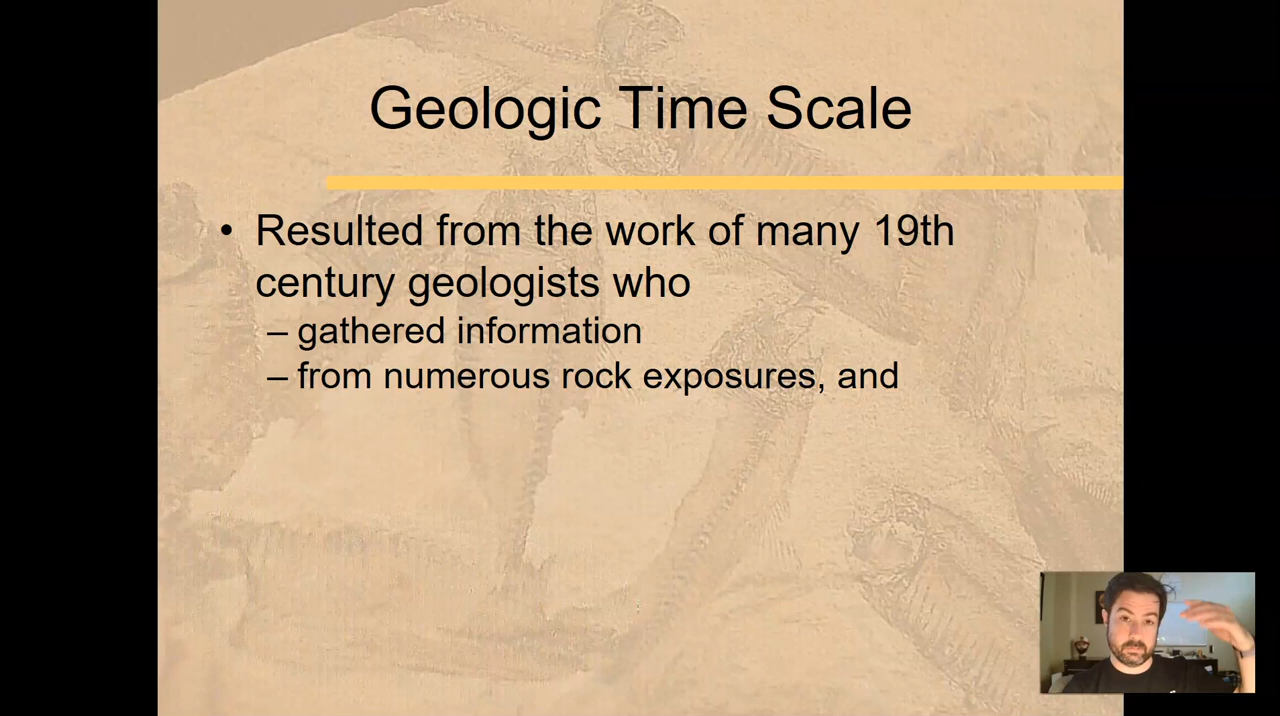 Geologic Time Scale
• Resulted from the work of many 19th
century geologists who
– gathered information
– from numerous rock exposures, and